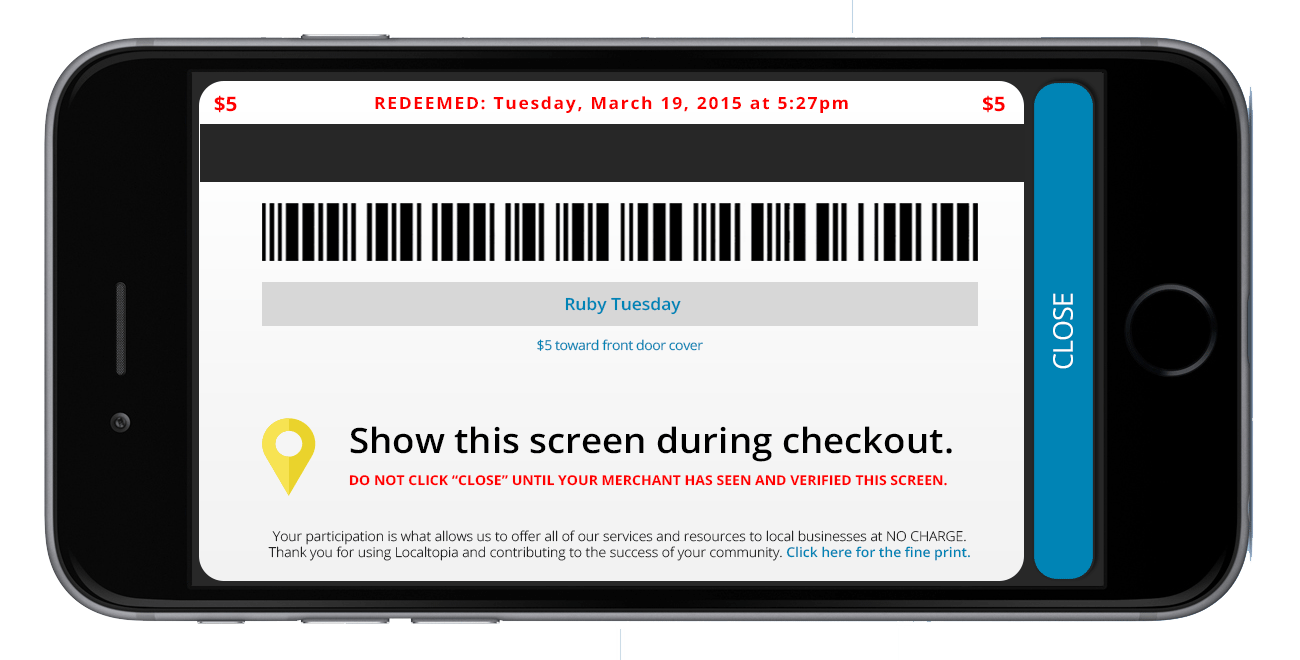 $5 REDEEMED: Tuesday, March 19, 2015 at 5:27pm $5
Ruby Tuesday
$5 toward front door cover
CLOSE
Show this screen during checkout.
DO NOT CLICK “CLOSE” UNTIL YOUR MERCHANT HAS SEEN AND VERIFIED THIS SCREEN.
Your participation is what allows us to offer all of our services and resources to local businesses at NO CHARGE.
Thank you for using Localtopia and contributing to the success of your community. Click here for the fine print.